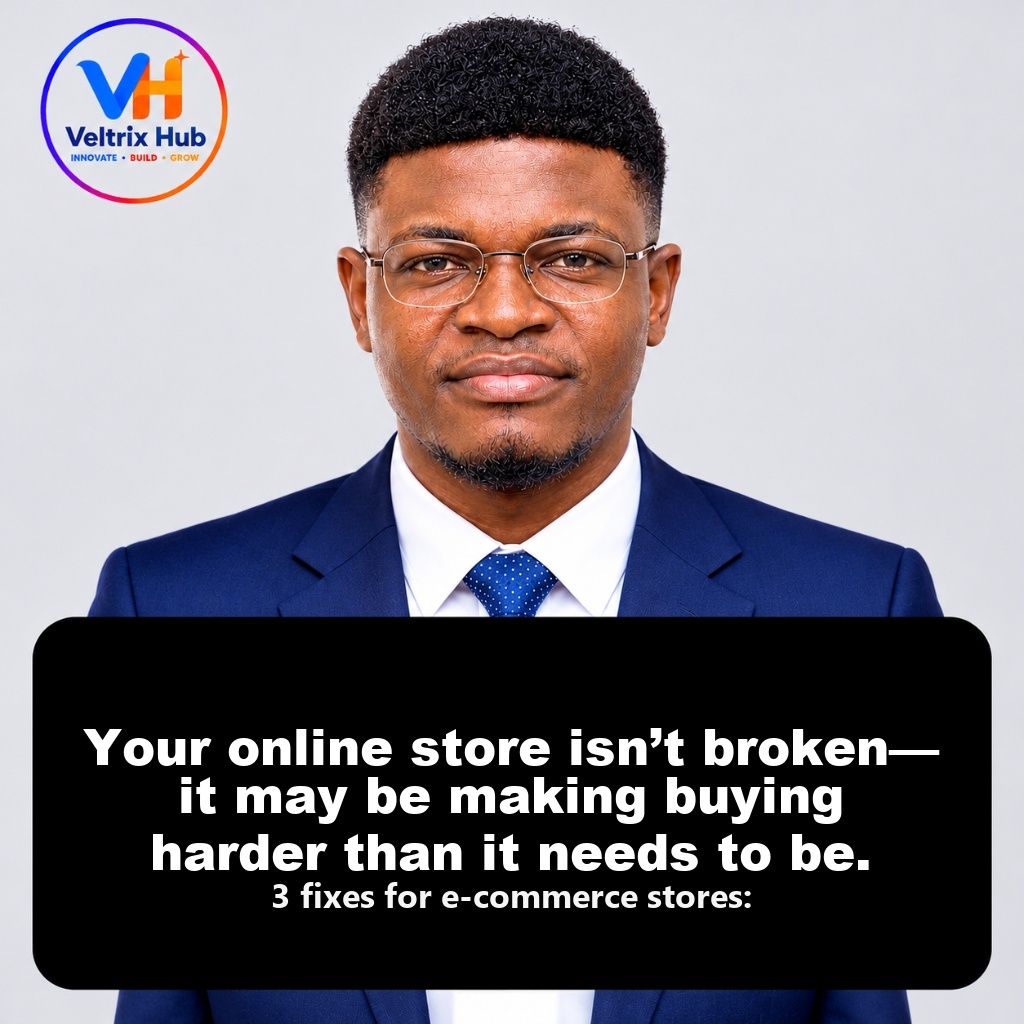 VH
Veltrix Hub
INNOVATE • BUILD • GROW
Your online store isn’t broken—
it may be making buying
harder than it needs to be.
3 fixes for e-commerce stores: